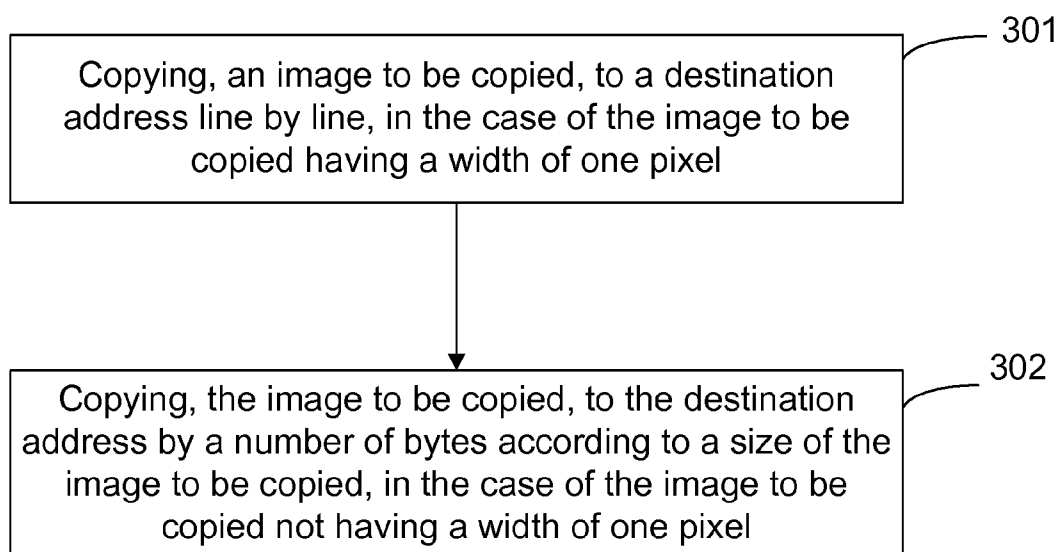 301
Copying, an image to be copied, to a destination
address line by line, in the case of the image to be
copied having a width of one pixel
302
Copying, the image to be copied, to the destination
address by a number of bytes according to a size of the
image to be copied, in the case of the image to be
copied not having a width of one pixel